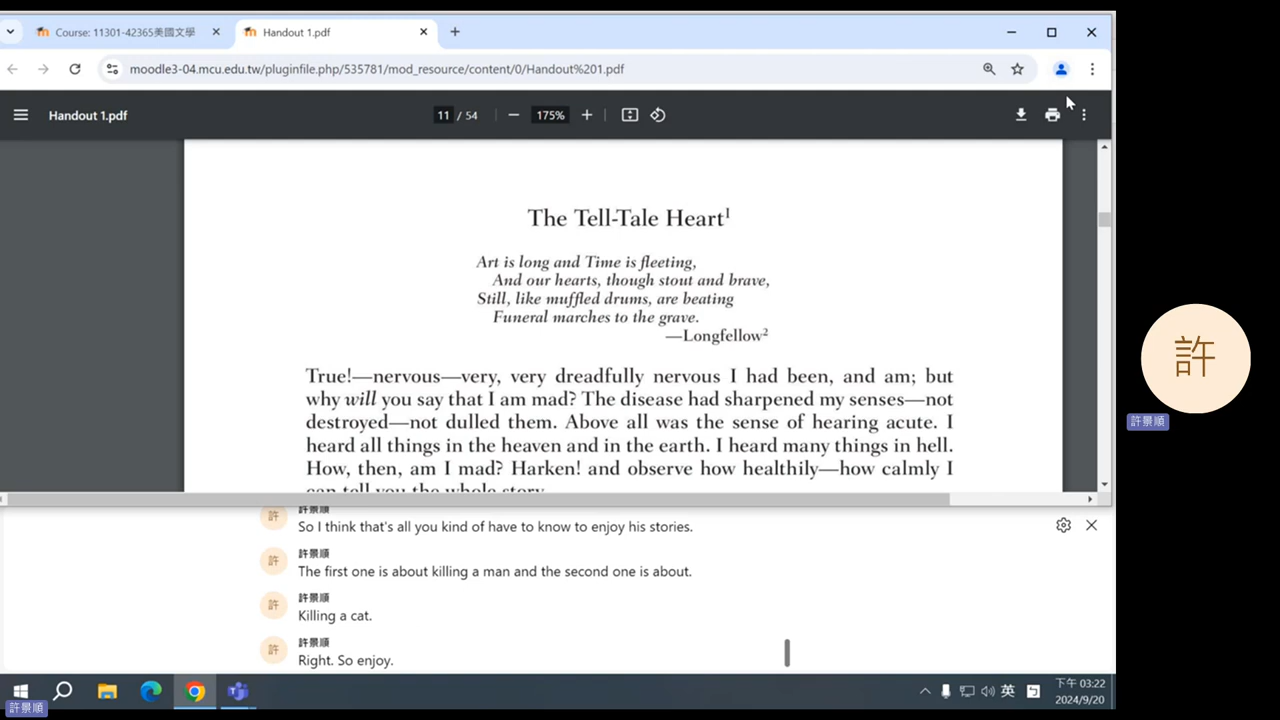 Course: 11301-42365美國文學
Handout 1.pdf
moodle3-04.mcu.edu.tw/pluginfile.php/535781/mod_resource/content/0/Handout%201.pdf
Handout 1.pdf
11 / 54
175%
The Tell-Tale Heart1
Art is long and Time is fleeting,
And our hearts, though stout and brave,
Still, like muffled drums, are beating
Funeral marches to the grave.
—Longfellow2
True!—nervous—very, very dreadfully nervous I had been, and am; but
why will you say that I am mad? The disease had sharpened my senses—not
destroyed—not dulled them. Above all was the sense of hearing acute. I
heard all things in the heaven and in the earth. I heard many things in hell.
How, then, am I mad? Harken! and observe how healthily—how calmly I
can tell you the whole story.
許
許景順
So I think that's all you kind of have to know to enjoy his stories.
許
許景順
The first one is about killing a man and the second one is about.
許
許景順
Killing a cat.
許
許景順
Right. So enjoy.
許
許景順
英
ㄅ
下午 03:22
2024/9/20
許景順